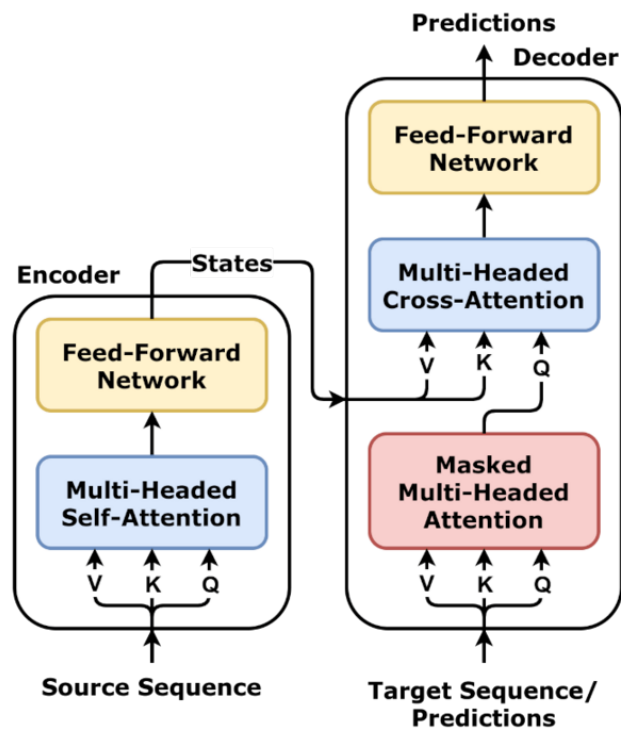 Predictions
Decoder
Feed-Forward
Network
Multi-Headed
Cross-Attention
V
K
Q
Masked
Multi-Headed
Attention
V
K
Q
Target Sequence/
Predictions
States
Encoder
Feed-Forward
Network
Multi-Headed
Self-Attention
V
K
Q
Source Sequence